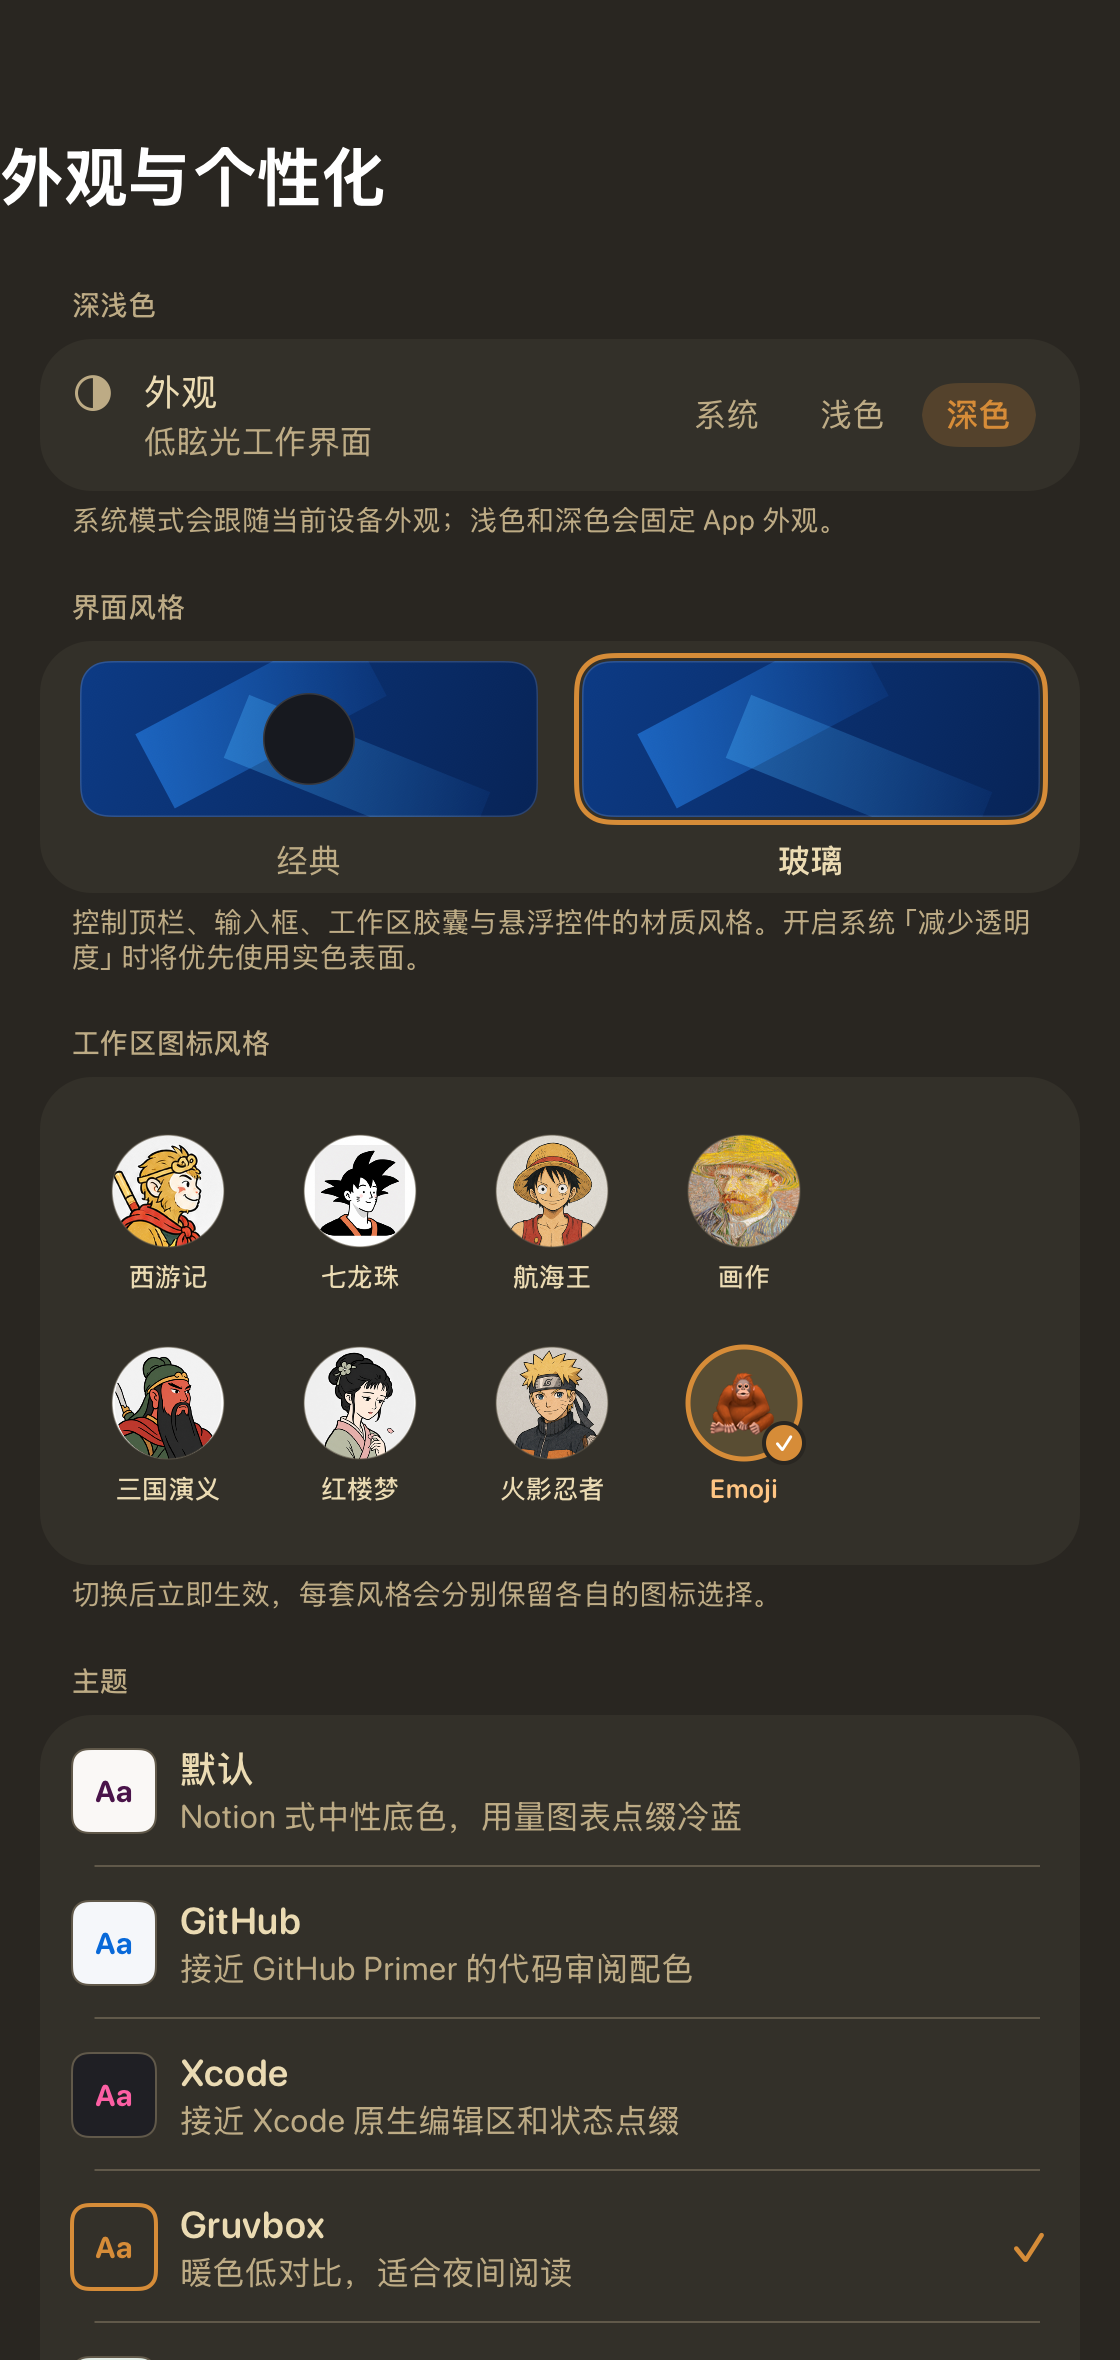 外观与个性化
深浅色
外观
低眩光工作界面
系统 浅色 深色
系统模式会跟随当前设备外观；浅色和深色会固定 App 外观。
界面风格
经典 玻璃
控制顶栏、输入框、工作区胶囊与悬浮控件的材质风格。开启系统「减少透明
度」时将优先使用实色表面。
工作区图标风格
西游记 七龙珠 航海王 画作
三国演义 红楼梦 火影忍者 Emoji
切换后立即生效，每套风格会分别保留各自的图标选择。
主题
Aa 默认
Notion 式中性底色，用量图表点缀冷蓝
Aa GitHub
接近 GitHub Primer 的代码审阅配色
Aa Xcode
接近 Xcode 原生编辑区和状态点缀
Aa Gruvbox
暖色低对比，适合夜间阅读